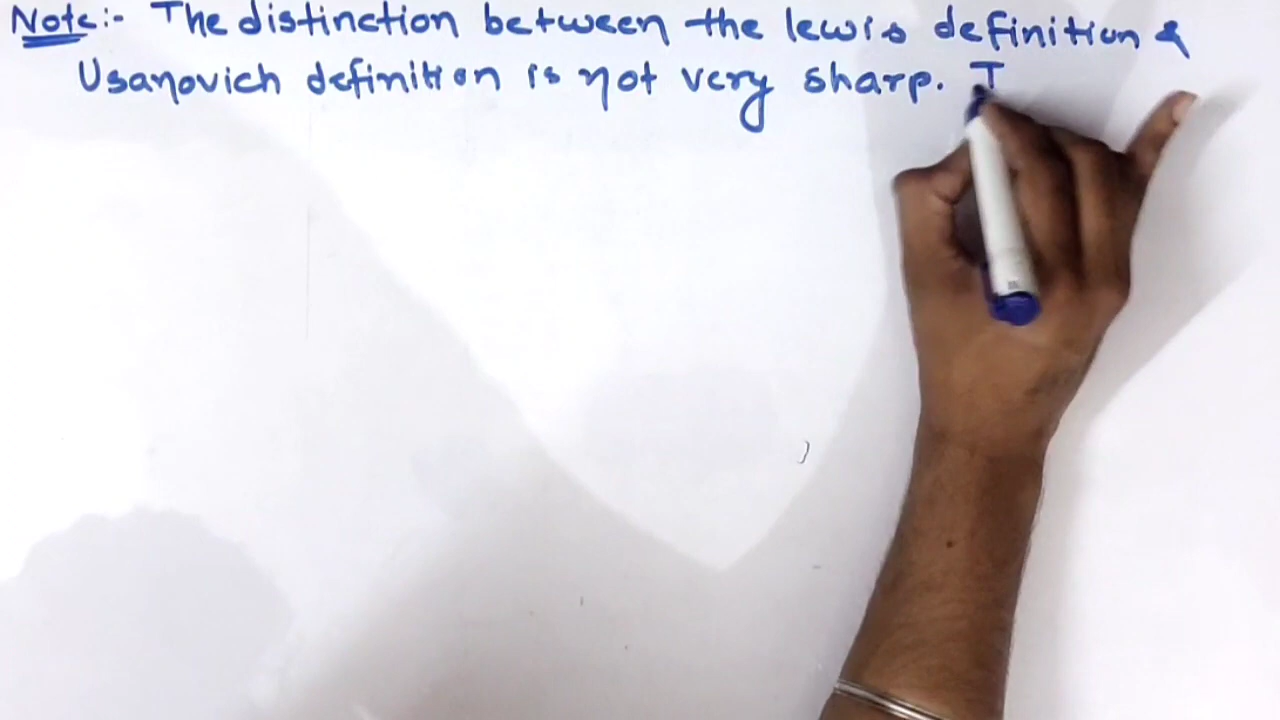 Note:- The distinction between the lewis definition &
Usanovich definition is not very sharp. I